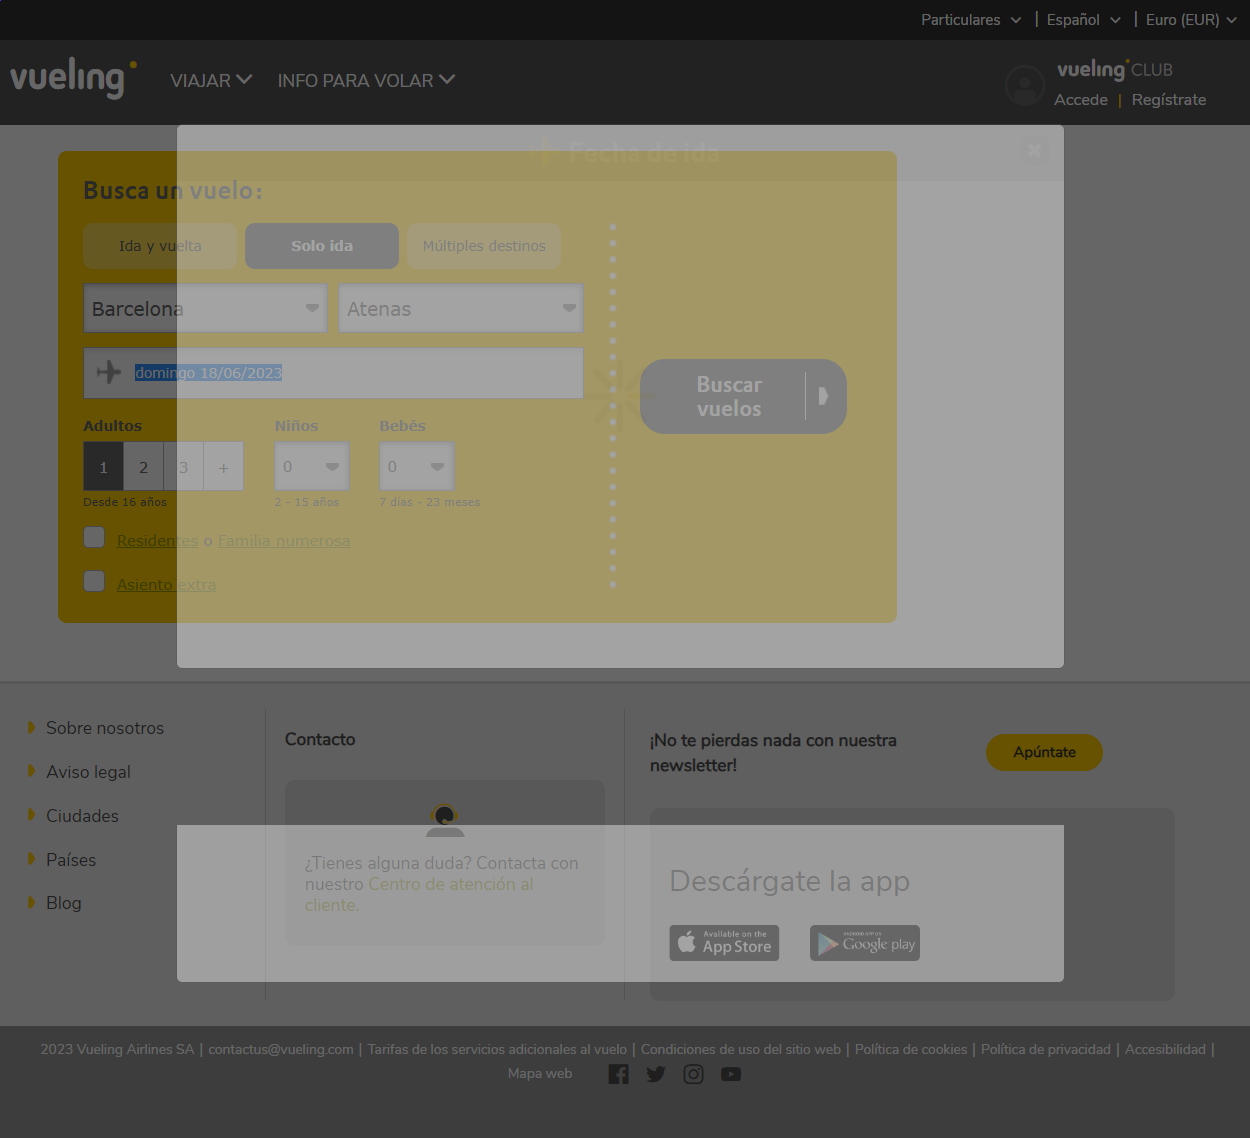 Particulares | Español | Euro (EUR)
vueling VIAJAR INFO PARA VOLAR
vueling CLUB
Accede | Regístrate
Fecha de ida
Busca un vuelo:
Ida y vuelta Solo ida Múltiples destinos
Barcelona Atenas
domingo 18/06/2023
Buscar
vuelos
Adultos Niños Bebés
1 2 3 + 0 0
Desde 16 años 2 - 15 años 7 días - 23 meses
Residentes o Familia numerosa
Asiento extra
Sobre nosotros
Aviso legal
Ciudades
Países
Blog
Contacto
¿Tienes alguna duda? Contacta con
nuestro Centro de atención al
cliente.
¡No te pierdas nada con nuestra
newsletter!
Apúntate
Descárgate la app
Available on the
App Store
ANDROID APP ON
Google play
2023 Vueling Airlines SA | contactus@vueling.com | Tarifas de los servicios adicionales al vuelo | Condiciones de uso del sitio web | Política de cookies | Política de privacidad | Accesibilidad |
Mapa web